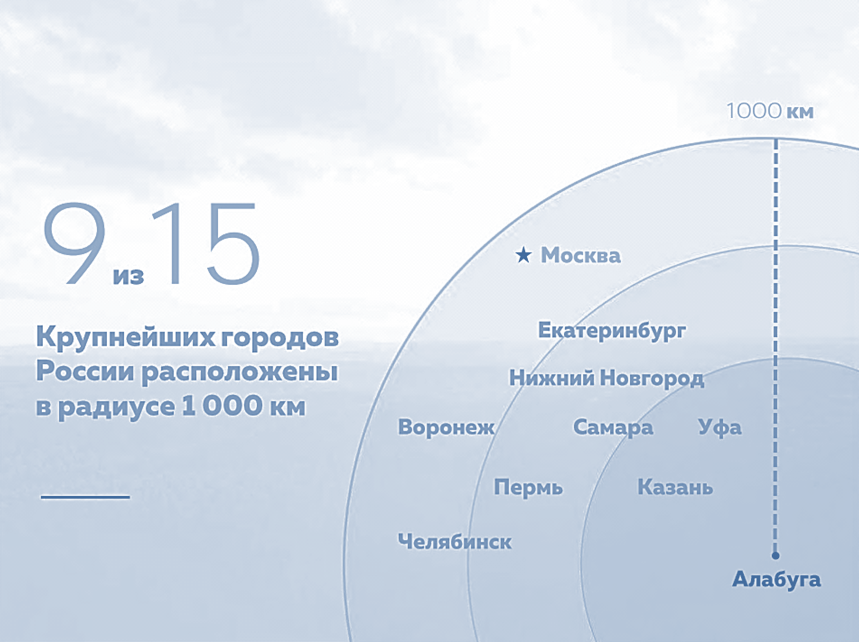 1000 км
9 из 15
Крупнейших городов
России расположены
в радиусе 1 000 км
Москва
Екатеринбург
Нижний Новгород
Воронеж
Самара
Уфа
Пермь
Казань
Челябинск
Алабуга